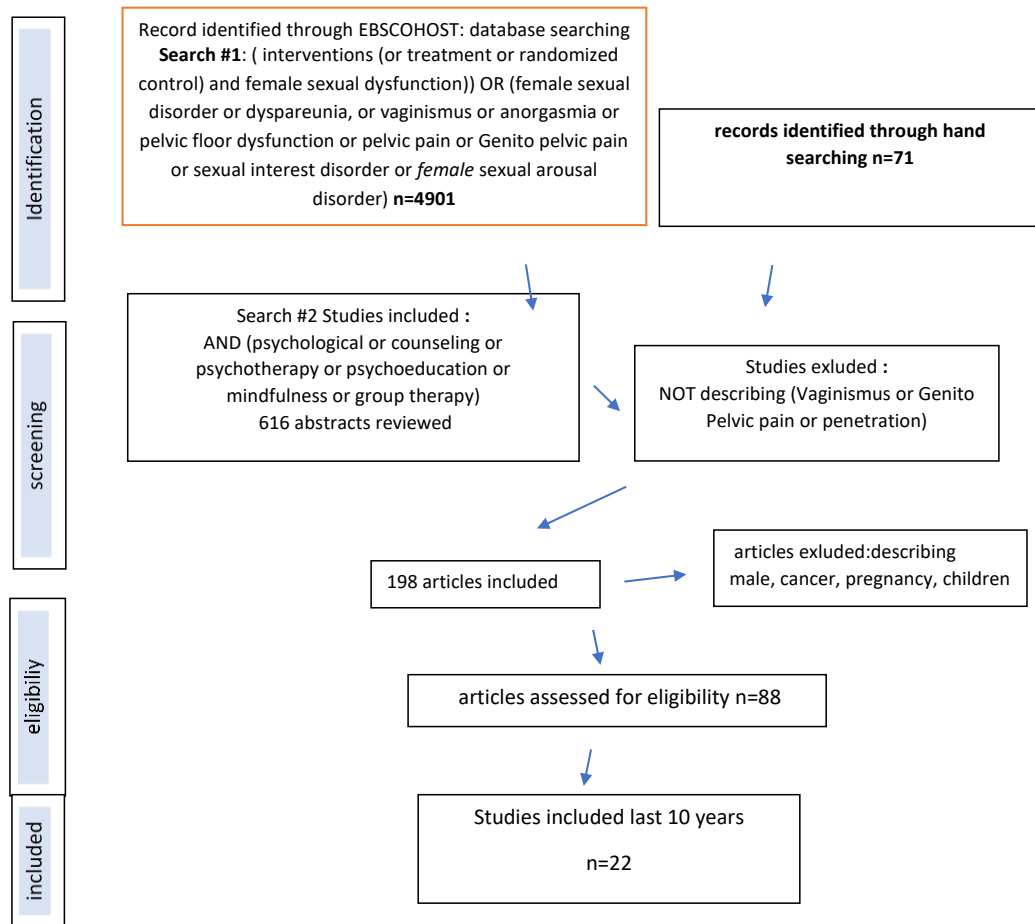 Identification
Record identified through EBSCOHOST: database searching
Search #1: ( interventions (or treatment or randomized
control) and female sexual dysfunction)) OR (female sexual
disorder or dyspareunia, or vaginismus or anorgasmia or
pelvic floor dysfunction or pelvic pain or Genito pelvic pain
or sexual interest disorder or female sexual arousal
disorder) n=4901
records identified through hand
searching n=71
screening
Search #2 Studies included :
AND (psychological or counseling or
psychotherapy or psychoeducation or
mindfulness or group therapy)
616 abstracts reviewed
Studies exluded :
NOT describing (Vaginismus or Genito
Pelvic pain or penetration)
198 articles included
articles exluded:describing
male, cancer, pregnancy, children
eligibiliy
articles assessed for eligibility n=88
included
Studies included last 10 years
n=22